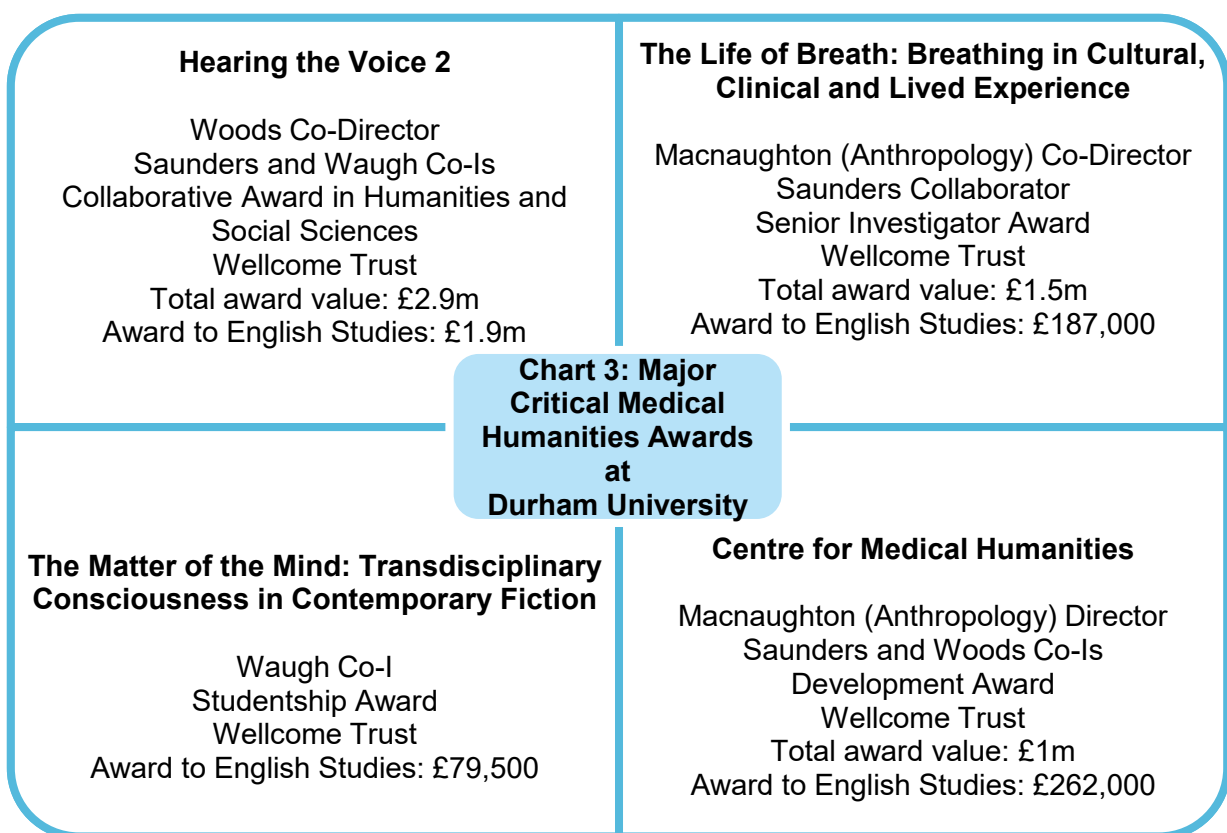 Hearing the Voice 2
Woods Co-Director
Saunders and Waugh Co-Is
Collaborative Award in Humanities and
Social Sciences
Wellcome Trust
Total award value: £2.9m
Award to English Studies: £1.9m
The Life of Breath: Breathing in Cultural,
Clinical and Lived Experience
Macnaughton (Anthropology) Co-Director
Saunders Collaborator
Senior Investigator Award
Wellcome Trust
Total award value: £1.5m
Award to English Studies: £187,000
Chart 3: Major
Critical Medical
Humanities Awards
at
Durham University
The Matter of the Mind: Transdisciplinary
Consciousness in Contemporary Fiction
Waugh Co-I
Studentship Award
Wellcome Trust
Award to English Studies: £79,500
Centre for Medical Humanities
Macnaughton (Anthropology) Director
Saunders and Woods Co-Is
Development Award
Wellcome Trust
Total award value: £1m
Award to English Studies: £262,000